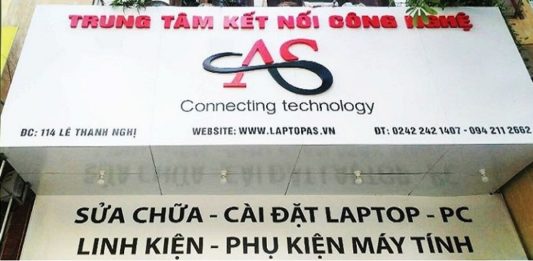 TRUNG TÂM KẾT NỐI CÔNG NGHỆ
AS
Connecting technology
ĐC: 114 LÊ THANH NGHỊ WEBSITE: WWW.LAPTOPAS.VN ĐT: 0242 242 1407 - 094 211 2662
SỬA CHỮA - CÀI ĐẶT LAPTOP - PC
LINH KIỆN - PHỤ KIỆN MÁY TÍNH